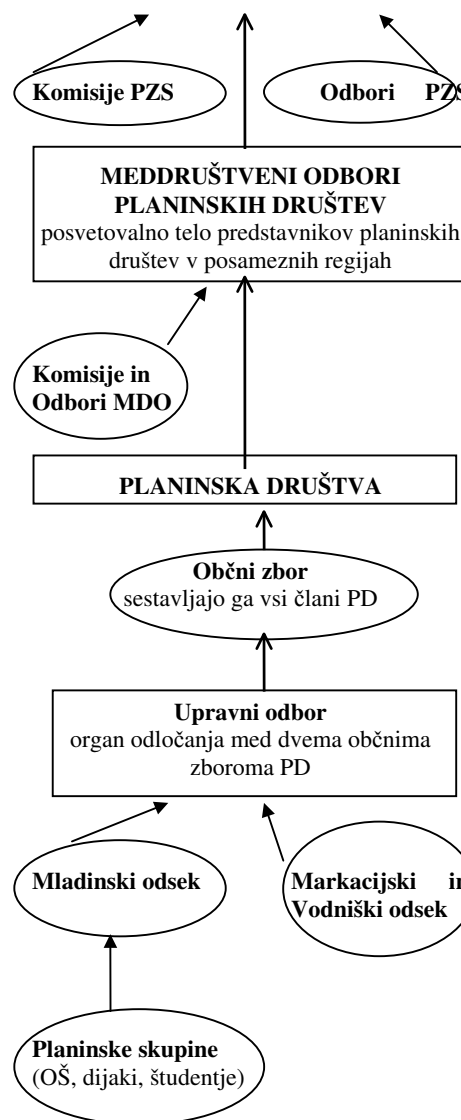 Komisije PZS
Odbori PZS
MEDDRUŠTVENI ODBORI
PLANINSKIH DRUŠTEV
posvetovalno telo predstavnikov planinskih
društev v posameznih regijah
Komisije in
Odbori MDO
PLANINSKA DRUŠTVA
Občni zbor
sestavljajo ga vsi člani PD
Upravni odbor
organ odločanja med dvema občnima
zboroma PD
Mladinski odsek
Markacijski in
Vodniški odsek
Planinske skupine
(OŠ, dijaki, študentje)